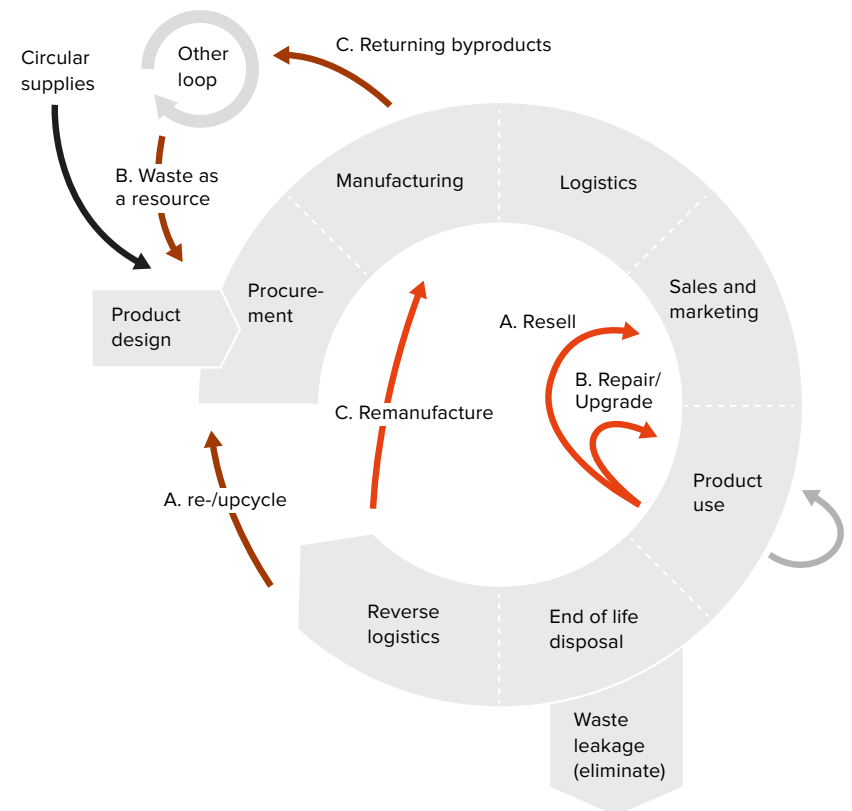 Circular
supplies
Other
loop
C. Returning byproducts
B. Waste as
a resource
Manufacturing
Logistics
Procure-
ment
Sales and
marketing
Product
design
A. Resell
B. Repair/
Upgrade
C. Remanufacture
Product
use
A. re-/upcycle
Reverse
logistics
End of life
disposal
Waste
leakage
(eliminate)